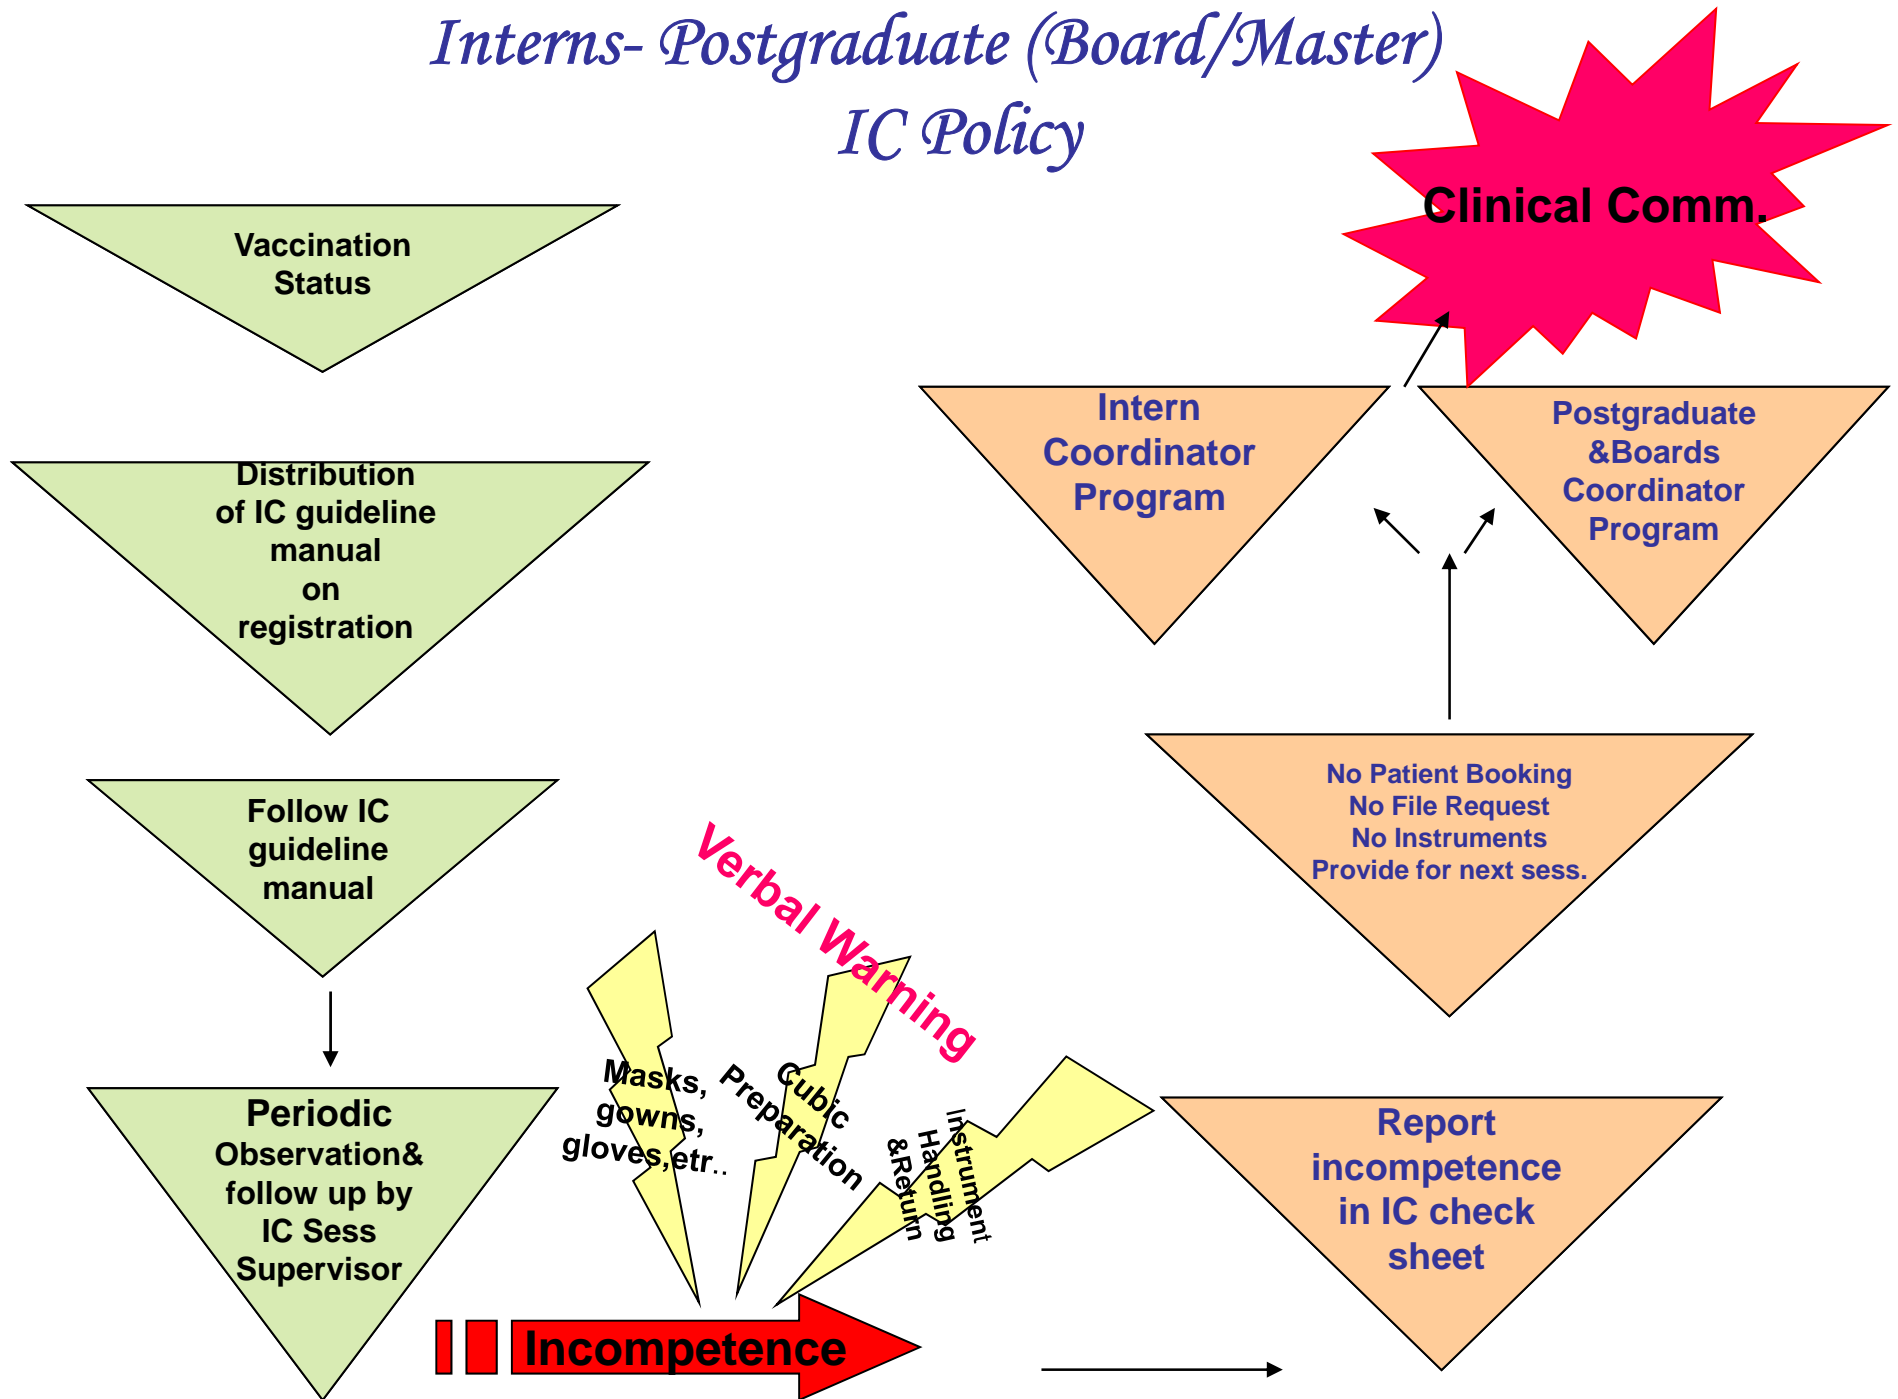 Interns- Postgraduate (Board/Master)
IC Policy
Clinical Comm.
Vaccination
Status
Distribution
of IC guideline
manual
on
registration
Follow IC
guideline
manual
Periodic
Observation&
follow up by
IC Sess
Supervisor
Verbal Warning
Masks,
gowns,
gloves,etr..
Cubic
Preparation
Instrument
Handling
&Return
Incompetence
Report
incompetence
in IC check
sheet
No Patient Booking
No File Request
No Instruments
Provide for next sess.
Intern
Coordinator
Program
Postgraduate
&Boards
Coordinator
Program